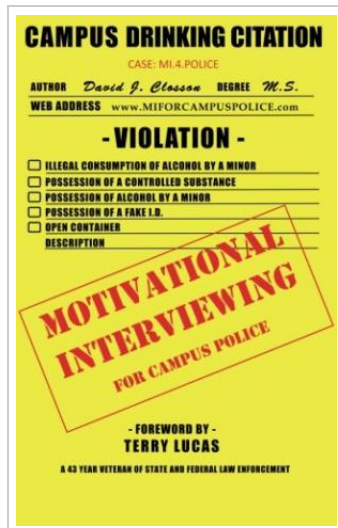 CAMPUS DRINKING CITATION
CASE: MI.4.POLICE
AUTHOR David J. Closson DEGREE M.S.
WEB ADDRESS www.MIFORCAMPUSPOLICE.com
- VIOLATION -
ILLEGAL CONSUMPTION OF ALCOHOL BY A MINOR
POSSESSION OF A CONTROLLED SUBSTANCE
POSSESSION OF ALCOHOL BY A MINOR
POSSESSION OF A FAKE I.D.
OPEN CONTAINER
DESCRIPTION
MOTIVATIONAL
INTERVIEWING
FOR CAMPUS POLICE
- FOREWORD BY -
TERRY LUCAS
A 43 YEAR VETERAN OF STATE AND FEDERAL LAW ENFORCEMENT